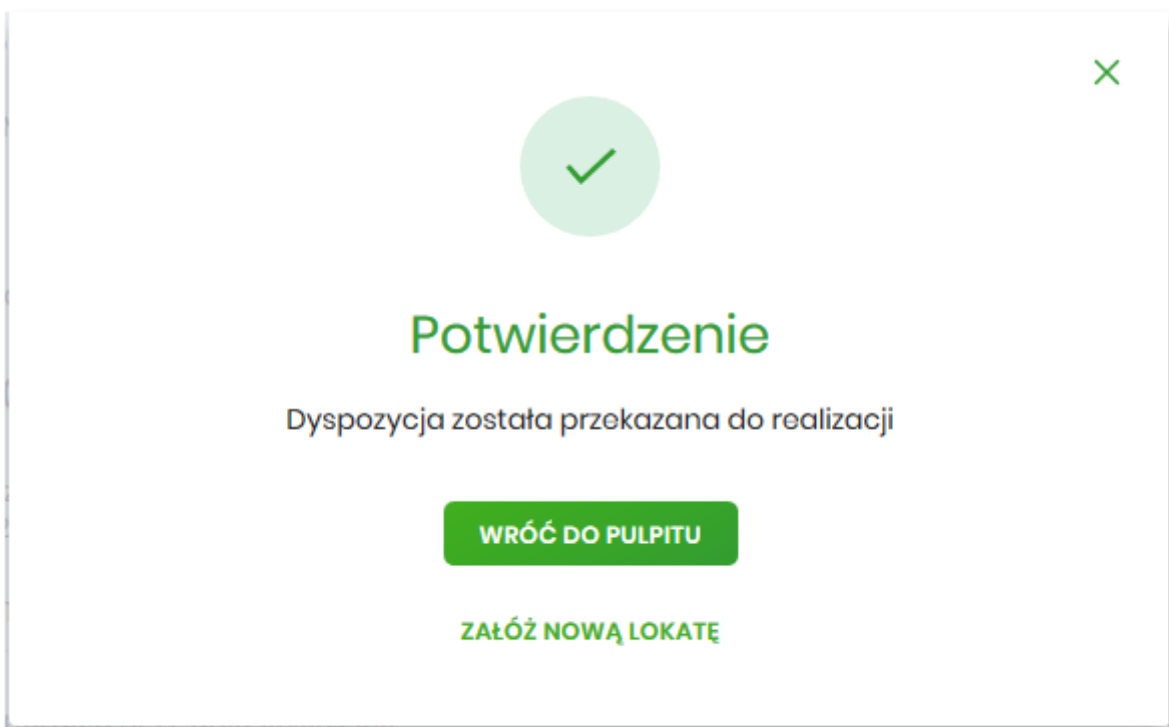 Potwierdzenie
Dyspozycja została przekazana do realizacji
WRÓĆ DO PULPITU
ZAŁÓŻ NOWĄ LOKATĘ